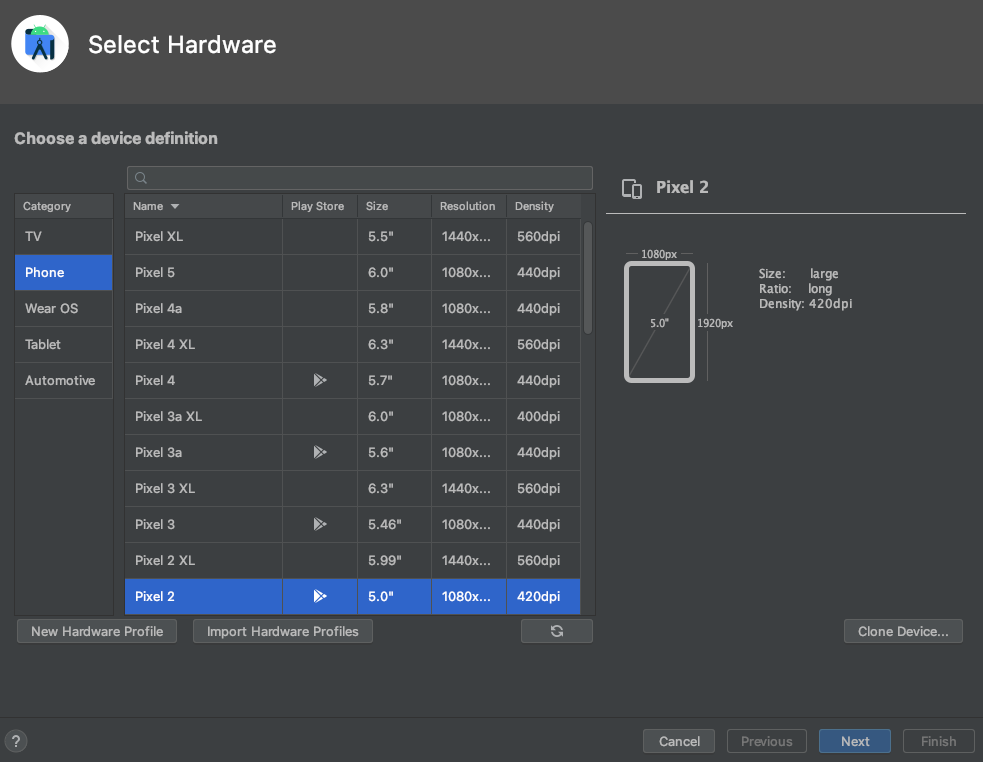 Select Hardware
Choose a device definition
Category
TV
Phone
Wear OS
Tablet
Automotive
Name Play Store Size Resolution Density
Pixel XL 5.5" 1440x... 560dpi
Pixel 5 6.0" 1080x... 440dpi
Pixel 4a 5.8" 1080x... 440dpi
Pixel 4 XL 6.3" 1440x... 560dpi
Pixel 4 5.7" 1080x... 440dpi
Pixel 3a XL 6.0" 1080x... 400dpi
Pixel 3a 5.6" 1080x... 440dpi
Pixel 3 XL 6.3" 1440x... 560dpi
Pixel 3 5.46" 1080x... 440dpi
Pixel 2 XL 5.99" 1440x... 560dpi
Pixel 2 5.0" 1080x... 420dpi
Pixel 2
1080px
5.0"
1920px
Size: large
Ratio: long
Density: 420dpi
New Hardware Profile
Import Hardware Profiles
Clone Device...
?
Cancel
Previous
Next
Finish